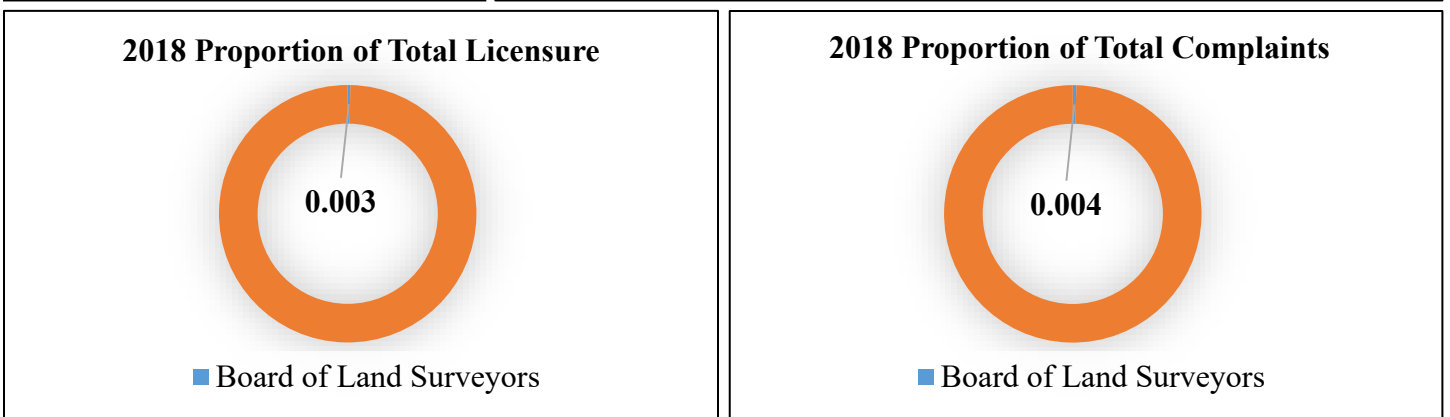 2018 Proportion of Total Licensure
0.003
Board of Land Surveyors
2018 Proportion of Total Complaints
0.004
Board of Land Surveyors